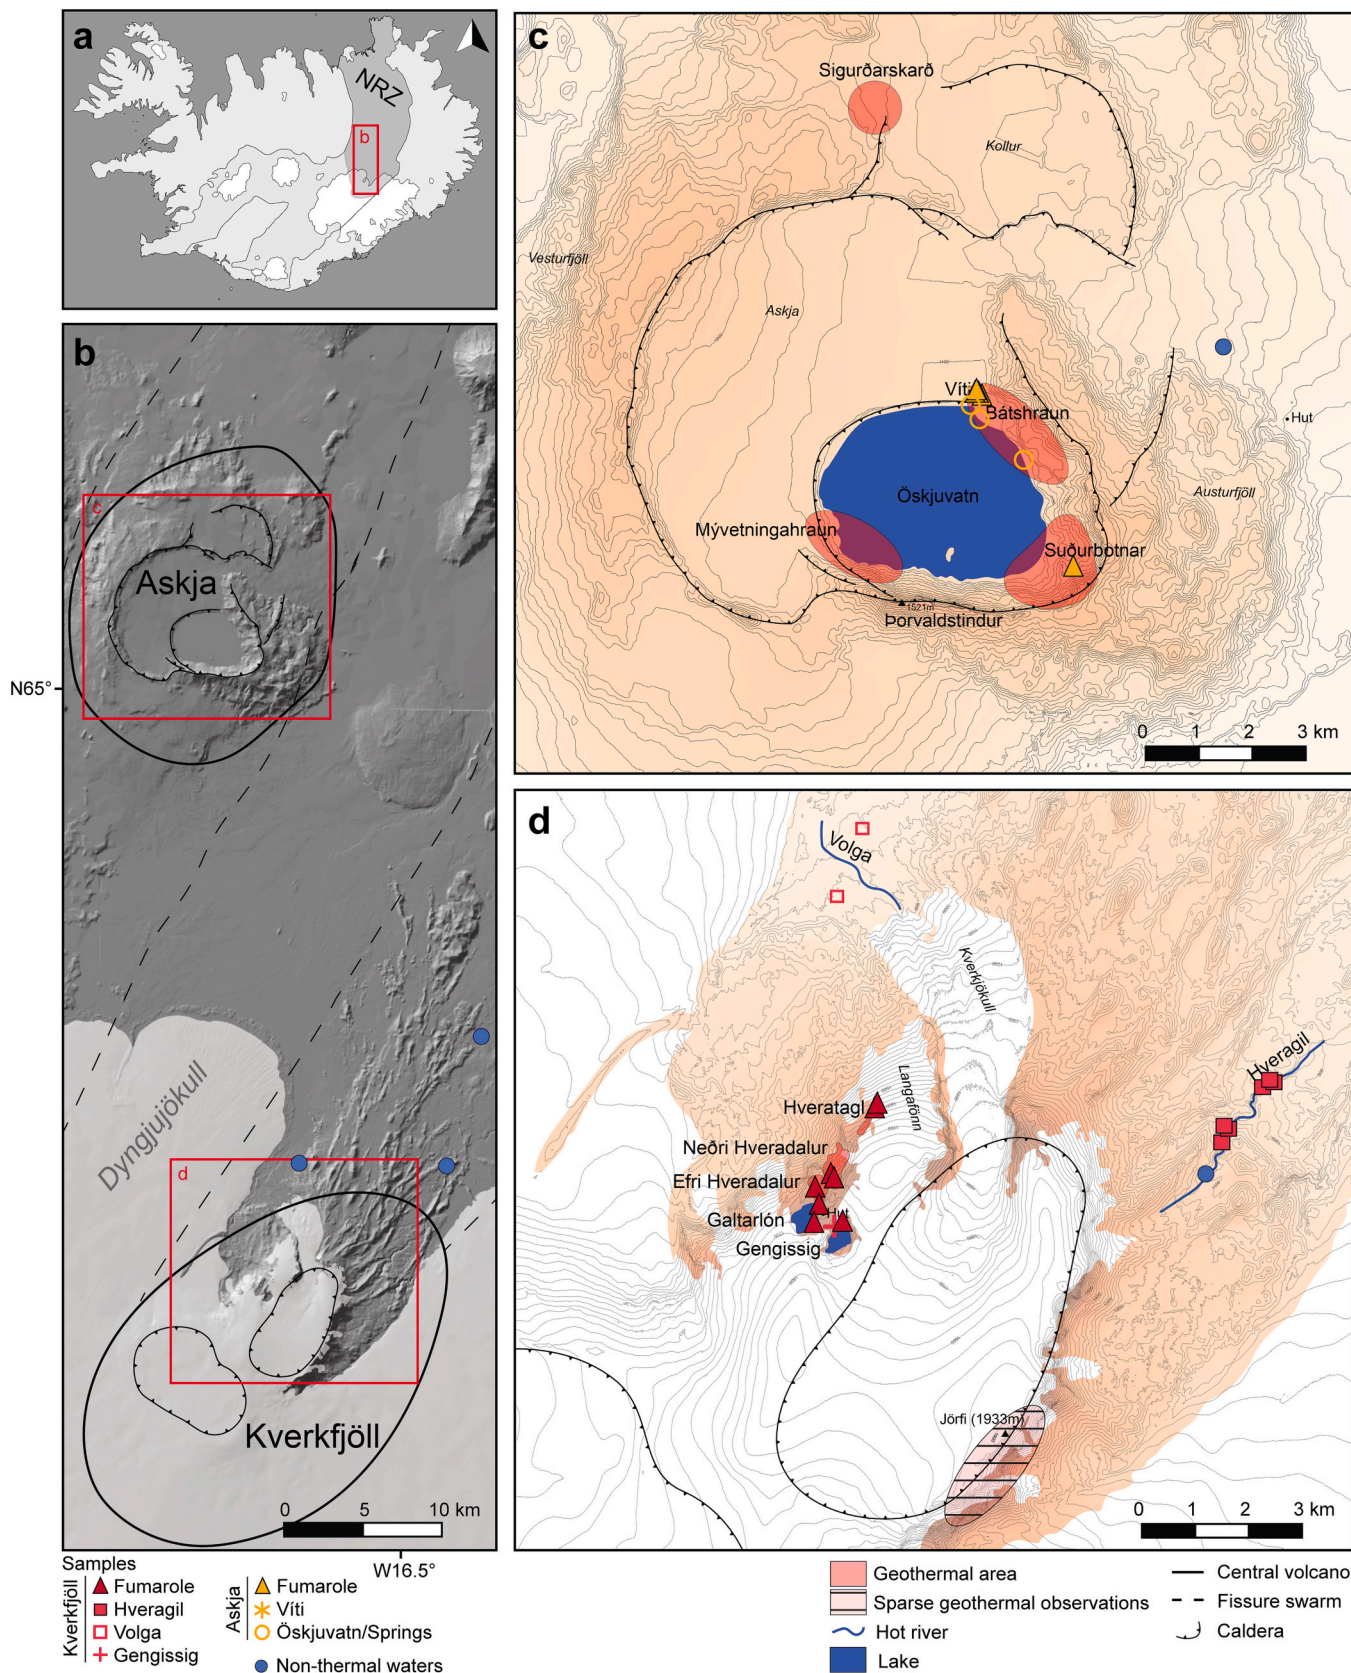 a
NRZ
b
b
c
Askja
N65°
Dyngjujökull
d
Kverkfjöll
0 5 10 km
W16.5°
c
Sigurðarskarð
Kollur
Vesturfjöll
Askja
Víti
Bátshraun
Hut
Öskjuvatn
Austurfjöll
Mývetningahraun
Suðurbotnar
1521m
Þorvaldstindur
0 1 2 3 km
d
Volga
Kverkjökull
Hveragil
Langafönn
Hveratagl
Neðri Hveradalur
Efri Hveradalur
Hut
Galtarlón
Gengissig
Jörfi (1933m)
0 1 2 3 km
Samples
Kverkfjöll
Fumarole
Hveragil
Volga
Gengissig
Askja
Fumarole
Víti
Öskjuvatn/Springs
Non-thermal waters
Geothermal area
Sparse geothermal observations
Hot river
Lake
Central volcano
Fissure swarm
Caldera